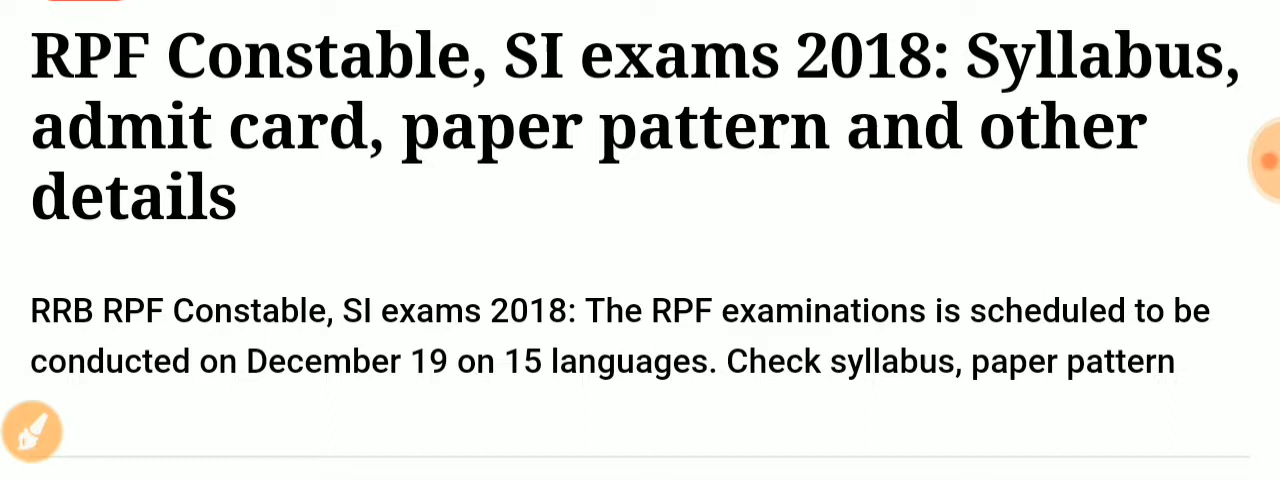 RPF Constable, SI exams 2018: Syllabus,
admit card, paper pattern and other
details
RRB RPF Constable, SI exams 2018: The RPF examinations is scheduled to be
conducted on December 19 on 15 languages. Check syllabus, paper pattern